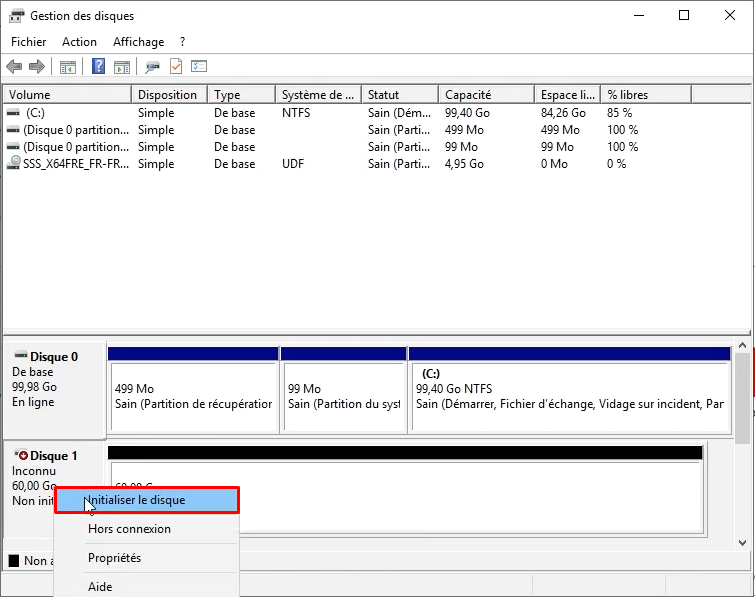 Gestion des disques
Fichier Action Affichage ?
Volume Disposition Type Système de ... Statut Capacité Espace li... % libres
(C:) Simple De base NTFS Sain (Dém... 99,40 Go 84,26 Go 85 %
(Disque 0 partition... Simple De base Sain (Parti... 499 Mo 499 Mo 100 %
(Disque 0 partition... Simple De base Sain (Parti... 99 Mo 99 Mo 100 %
SSS_X64FRE_FR-FR... Simple De base UDF Sain (Parti... 4,95 Go 0 Mo 0 %
Disque 0
De base
99,98 Go
En ligne
499 Mo
Sain (Partition de récupération
99 Mo
Sain (Partition du syst
(C:)
99,40 Go NTFS
Sain (Démarrer, Fichier d'échange, Vidage sur incident, Par
Disque 1
Inconnu
60,00 Go
Non init
60,00 G
Initialiser le disque
Hors connexion
Propriétés
Aide
Non a